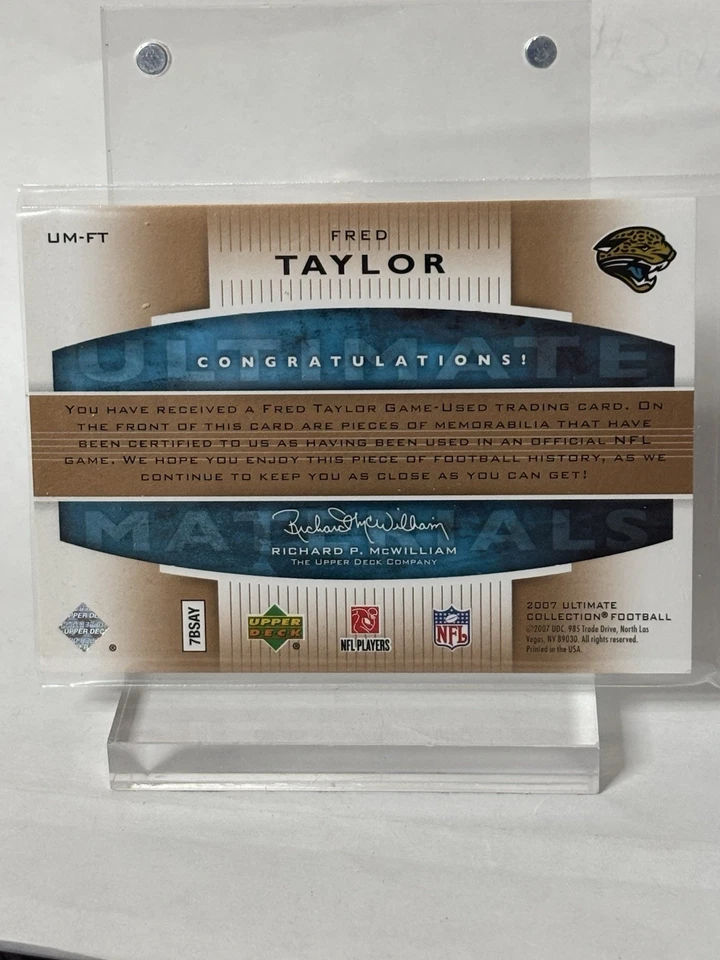 UM-FT
FRED
TAYLOR
ULTIMATE
CONGRATULATIONS!
YOU HAVE RECEIVED A FRED TAYLOR GAME-USED TRADING CARD. ON
THE FRONT OF THIS CARD ARE PIECES OF MEMORABILIA THAT HAVE
BEEN CERTIFIED TO US AS HAVING BEEN USED IN AN OFFICIAL NFL
GAME. WE HOPE YOU ENJOY THIS PIECE OF FOOTBALL HISTORY, AS WE
CONTINUE TO KEEP YOU AS CLOSE AS YOU CAN GET!
MATERIALS
Richard McWilliam
RICHARD P. McWILLIAM
THE UPPER DECK COMPANY
UPPER DECK
®
7BSAY
UPPER
DECK
®
NFL PLAYERS
NFL
2007 ULTIMATE
COLLECTION® FOOTBALL
©2007 UDC. 985 Trade Drive, North Las
Vegas, NV 89030. All rights reserved.
Printed in the USA.